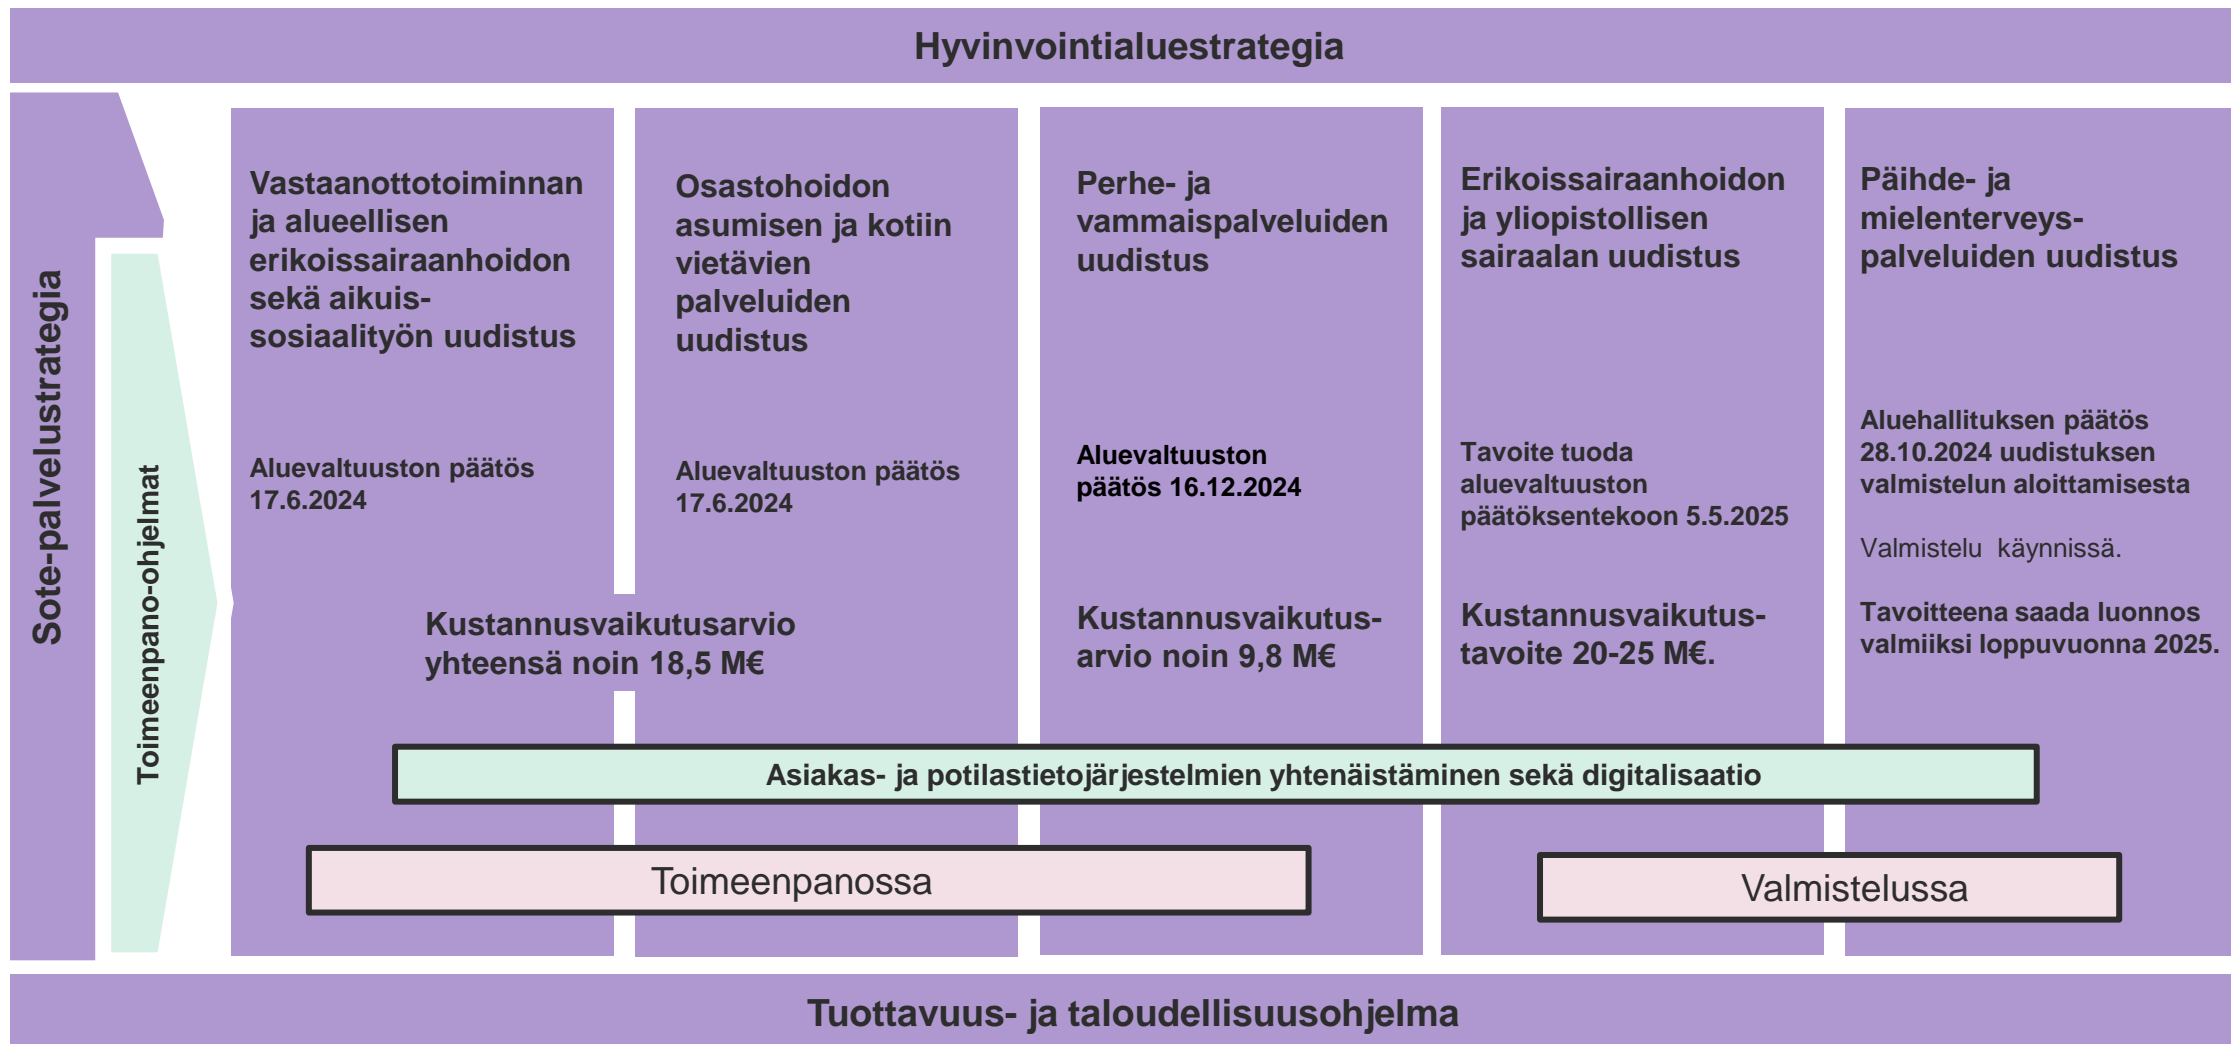 Hyvinvointialuestrategia
Sote-palvelustrategia
Toimeenpano-ohjelmat
Vastaanottotoiminnan
ja alueellisen
erikoissairaanhoidon
sekä aikuis-
sosiaalityön uudistus
Aluevaltuuston päätös
17.6.2024
Osastohoidon
asumisen ja kotiin
vietävien
palveluiden
uudistus
Aluevaltuuston päätös
17.6.2024
Kustannusvaikutusarvio
yhteensä noin 18,5 M€
Perhe- ja
vammaispalveluiden
uudistus
Aluevaltuuston
päätös 16.12.2024
Kustannusvaikutus-
arvio noin 9,8 M€
Erikoissairaanhoidon
ja yliopistollisen
sairaalan uudistus
Tavoite tuoda
aluevaltuuston
päätöksentekoon 5.5.2025
Kustannusvaikutus-
tavoite 20-25 M€.
Päihde- ja
mielenterveys-
palveluiden uudistus
Aluehallituksen päätös
28.10.2024 uudistuksen
valmistelun aloittamisesta
Valmistelu käynnissä.
Tavoitteena saada luonnos
valmiiksi loppuvuonna 2025.
Asiakas- ja potilastietojärjestelmien yhtenäistäminen sekä digitalisaatio
Toimeenpanossa
Valmistelussa
Tuottavuus- ja taloudellisuusohjelma